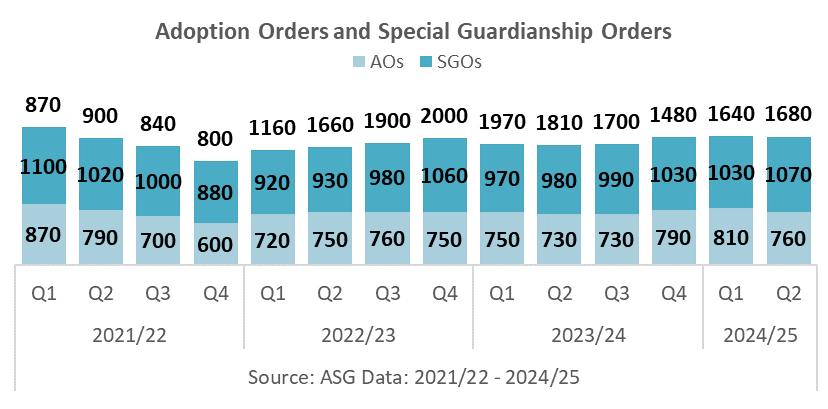 Adoption Orders and Special Guardianship Orders
AOs SGOs
870 900 840 800 1160 1660 1900 2000 1970 1810 1700 1480 1640 1680
1100 1020 1000 880 920 930 980 1060 970 980 990 1030 1030 1070
870 790 700 600 720 750 760 750 750 730 730 790 810 760
Q1 Q2 Q3 Q4 Q1 Q2 Q3 Q4 Q1 Q2 Q3 Q4 Q1 Q2
2021/22 2022/23 2023/24 2024/25
Source: ASG Data: 2021/22 - 2024/25